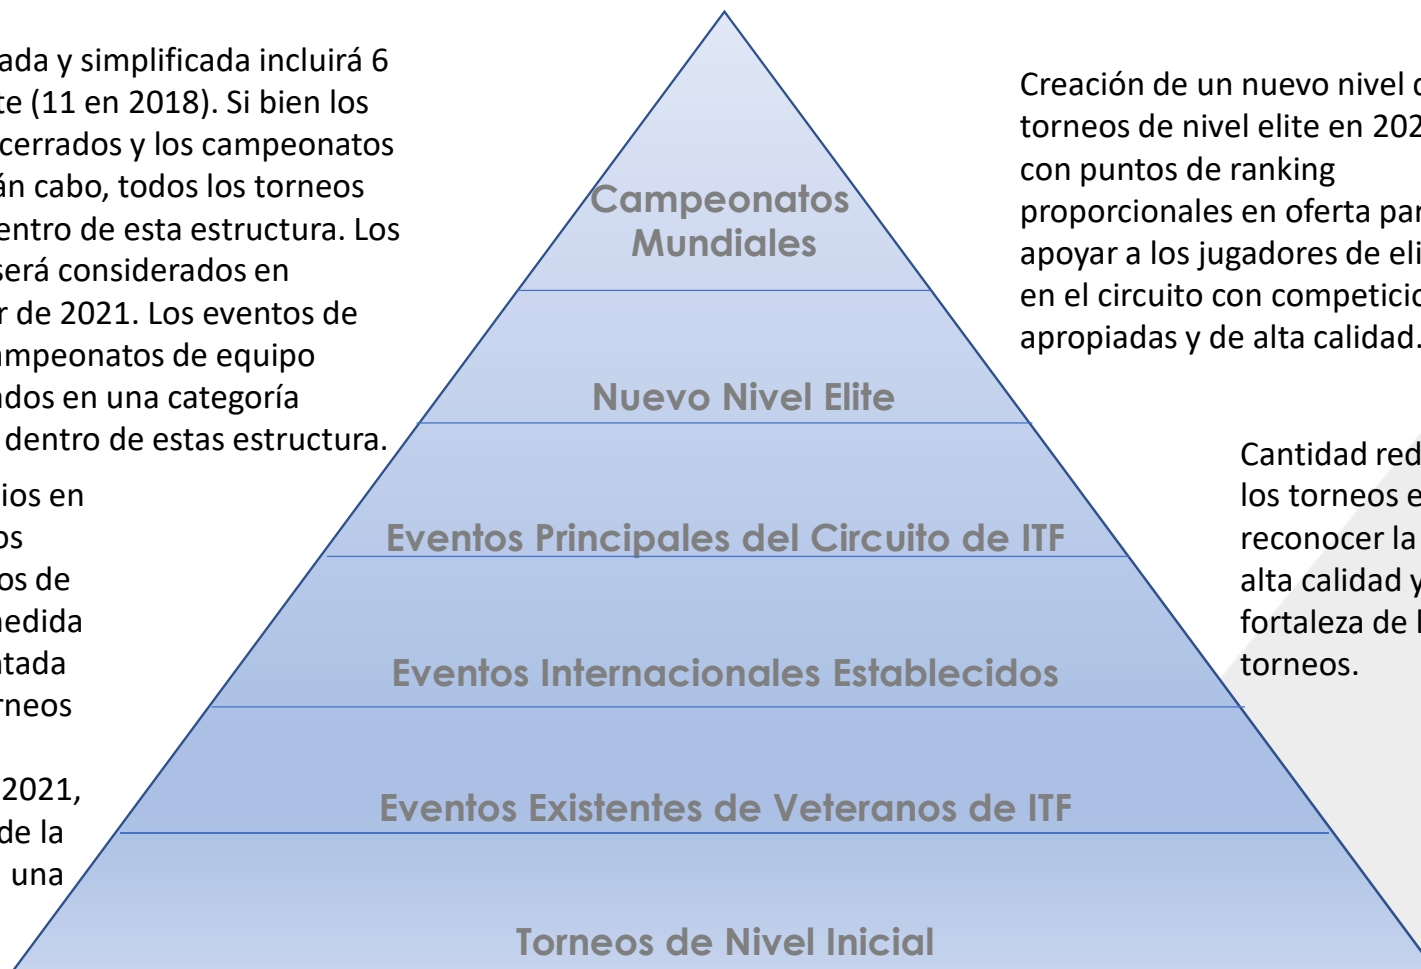 ada y simplificada incluirá 6
te (11 en 2018). Si bien los
cerrados y los campeonatos
án cabo, todos los torneos
entro de esta estructura. Los
será considerados en
r de 2021. Los eventos de
ampeonatos de equipo
dos en una categoría
dentro de estas estructura.
ios en
os
os de
nedida
tada
rneos
2021,
de la
una
Campeonatos
Mundiales
Nuevo Nivel Elite
Eventos Principales del Circuito de ITF
Eventos Internacionales Establecidos
Eventos Existentes de Veteranos de ITF
Torneos de Nivel Inicial
Creación de un nuevo nivel
torneos de nivel elite en 202
con puntos de ranking
proporcionales en oferta par
apoyar a los jugadores de eli
en el circuito con competicio
apropiadas y de alta calidad.
Cantidad red
los torneos e
reconocer la
alta calidad y
fortaleza de
torneos.